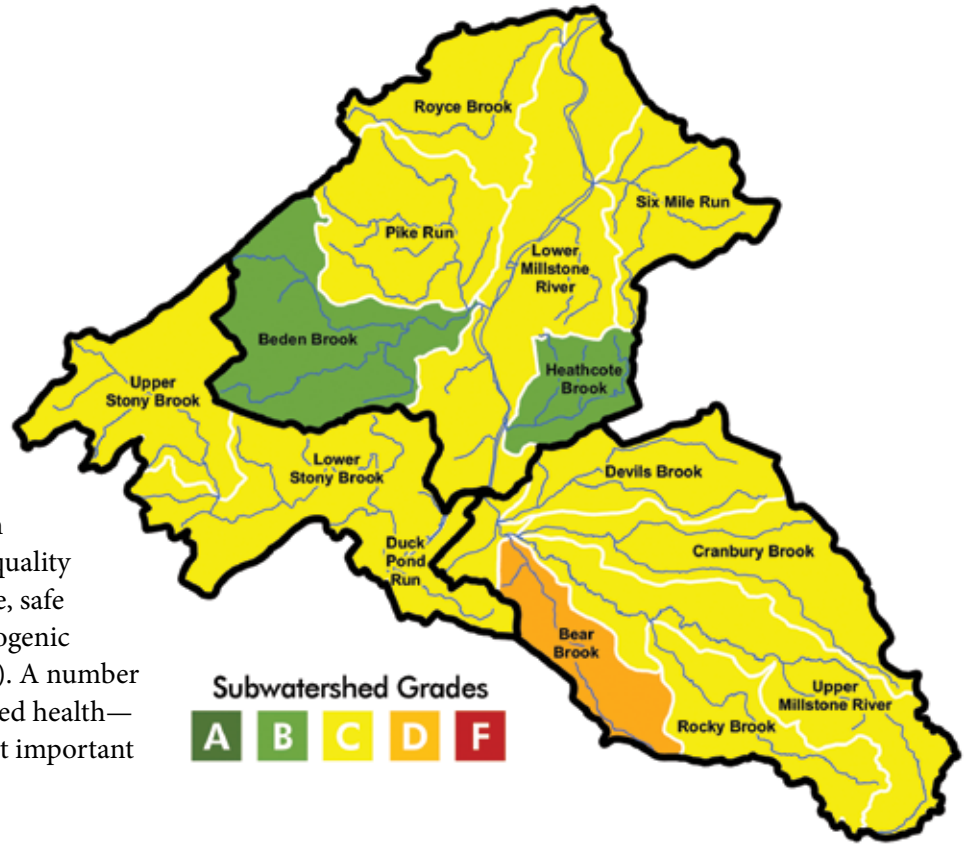 Royce Brook
Six Mile Run
Pike Run
Lower
Millstone
River
Beden Brook
Heathcote
Brook
Upper
Stony Brook
Lower
Stony Brook
Devils Brook
Cranbury Brook
Duck
Pond
Run
Bear
Brook
Upper
Millstone River
Rocky Brook
quality
e, safe
ogenic
). A number
ed health—
t important
Subwatershed Grades
A B C D F